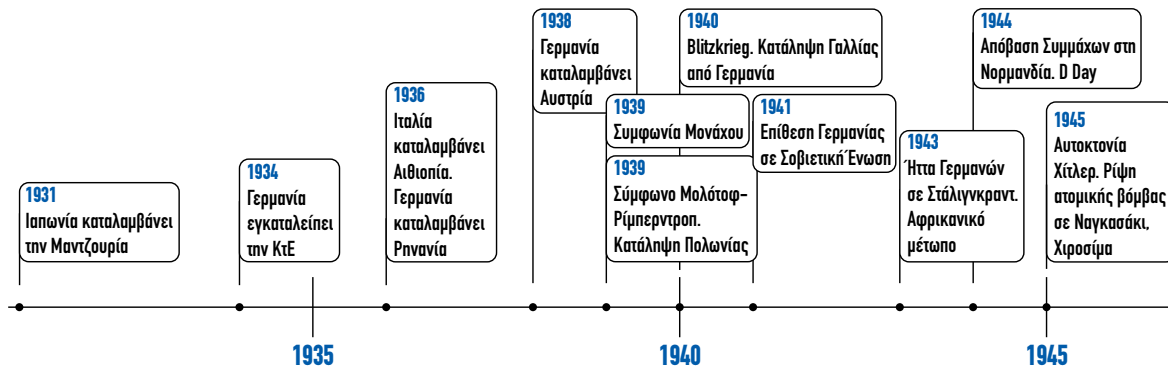 1931
Ιαπωνία καταλαμβάνει
την Μαντζουρία
1934
Γερμανία
εγκαταλείπει
την ΚτΕ
1936
Ιταλία
καταλαμβάνει
Αιθιοπία.
Γερμανία
καταλαμβάνει
Ρηνανία
1938
Γερμανία
καταλαμβάνει
Αυστρία
1939
Συμφωνία Μονάχου
1939
Σύμφωνο Μολότοφ–
Ρίμπερντροπ.
Κατάληψη Πολωνίας
1940
Blitzkrieg. Κατάληψη Γαλλίας
από Γερμανία
1941
Επίθεση Γερμανίας
σε Σοβιετική Ένωση
1943
Ήττα Γερμανών
σε Στάλιγνκραντ.
Αφρικανικό
μέτωπο
1944
Απόβαση Συμμάχων στη
Νορμανδία. D Day
1945
Αυτοκτονία
Χίτλερ. Ρίψη
ατομικής βόμβας
σε Ναγκασάκι,
Χιροσίμα
1935
1940
1945